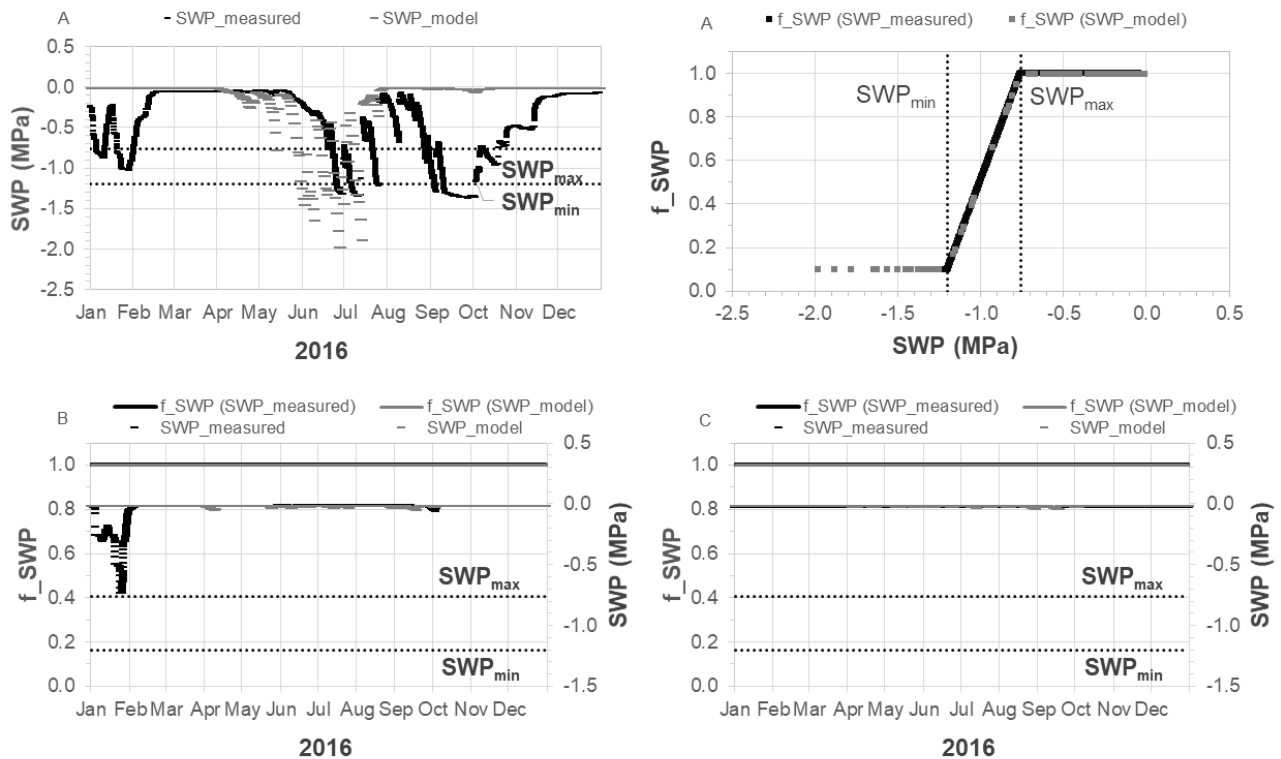 A
SWP_measured
SWP_model
0.5
0.0
-0.5
-1.0
-1.5
-2.0
-2.5
SWP (MPa)
SWPmax
SWPmin
Jan Feb Mar Apr May Jun Jul Aug Sep Oct Nov Dec
2016
A
f_SWP (SWP_measured)
f_SWP (SWP_model)
1.0
0.8
0.6
0.4
0.2
0.0
f_SWP
SWPmin
SWPmax
-2.5 -2.0 -1.5 -1.0 -0.5 0.0 0.5
SWP (MPa)
B
f_SWP (SWP_measured)
f_SWP (SWP_model)
SWP_measured
SWP_model
1.0
0.8
0.6
0.4
0.2
0.0
f_SWP
SWPmax
SWPmin
0.5
0.0
-0.5
-1.0
-1.5
SWP (MPa)
Jan Feb Mar Apr May Jun Jul Aug Sep Oct Nov Dec
2016
C
f_SWP (SWP_measured)
f_SWP (SWP_model)
SWP_measured
SWP_model
1.0
0.8
0.6
0.4
0.2
0.0
f_SWP
SWPmax
SWPmin
0.5
0.0
-0.5
-1.0
-1.5
SWP (MPa)
Jan Feb Mar Apr May Jun Jul Aug Sep Oct Nov Dec
2016